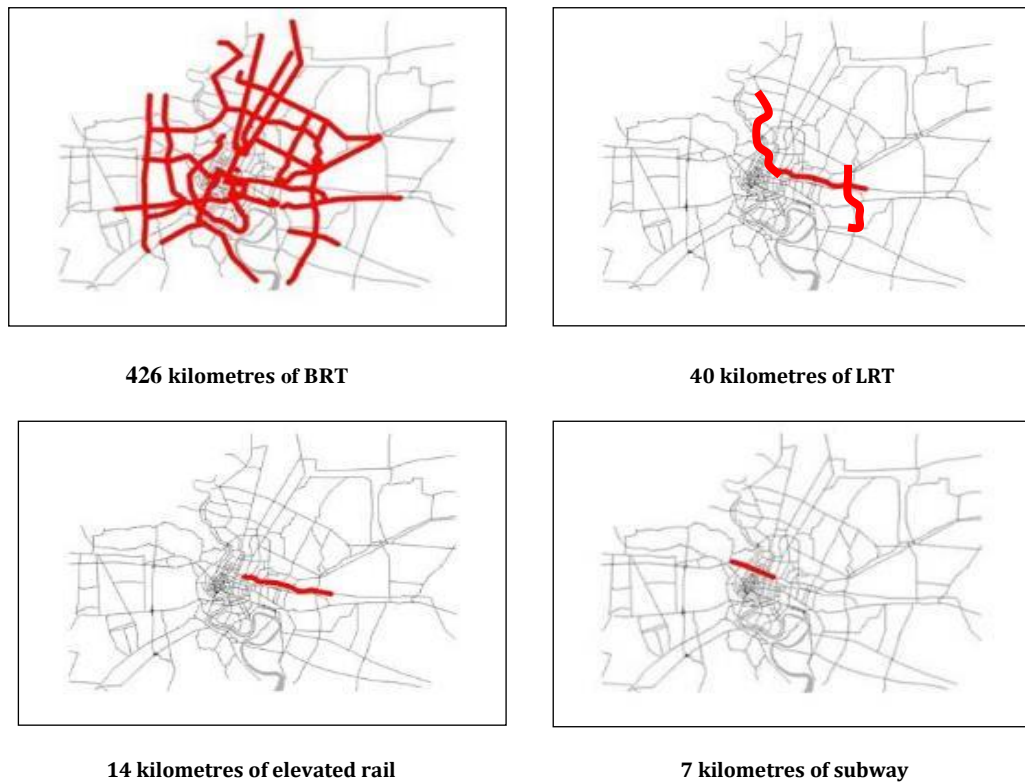 426 kilometres of BRT
40 kilometres of LRT
14 kilometres of elevated rail
7 kilometres of subway